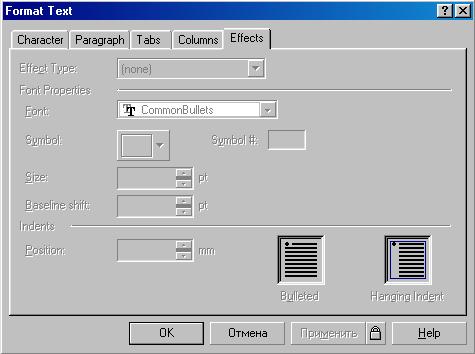 Format Text
Character Paragraph Tabs Columns Effects
Effect Type: (none)
Font Properties
Font: CommonBullets
Symbol: Symbol #:
Size: pt
Baseline shift: pt
Indents
Position: mm
Bulleted Hanging Indent
OK Отмена Применить Help